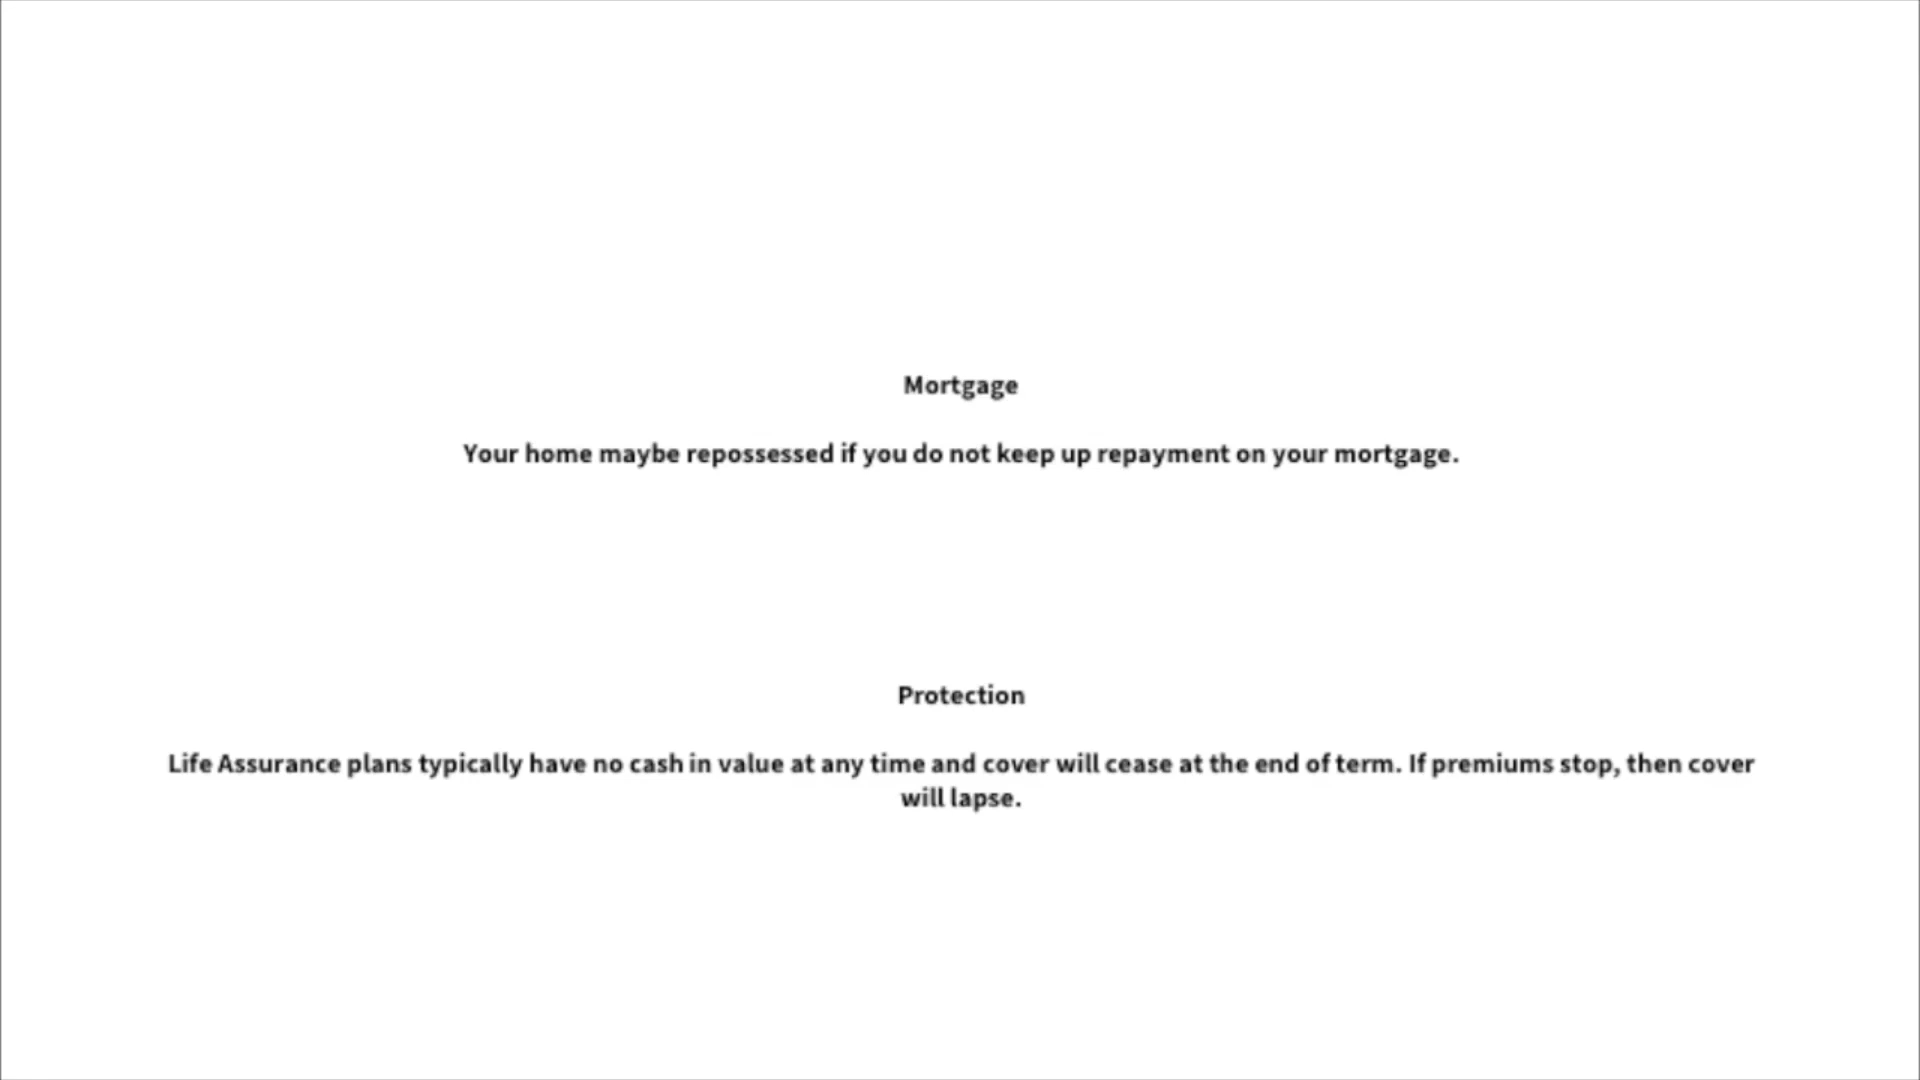 Mortgage
Your home maybe repossessed if you do not keep up repayment on your mortgage.
Protection
Life Assurance plans typically have no cash in value at any time and cover will cease at the end of term. If premiums stop, then cover
will lapse.